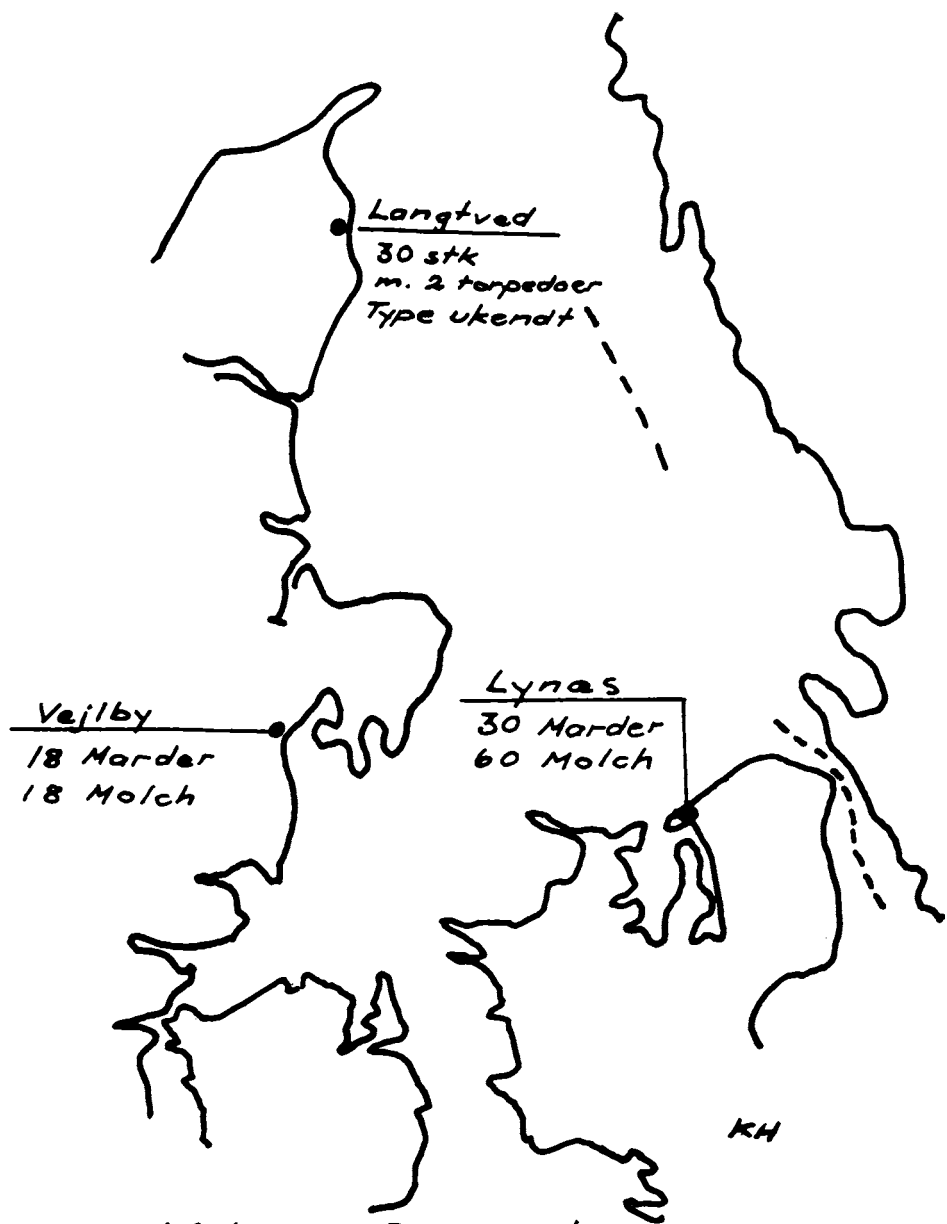 Langtved
30 stk
m. 2 torpedoer
Type ukendt
Lynæs
30 Marder
60 Molch
Vejlby
18 Marder
18 Molch
KH